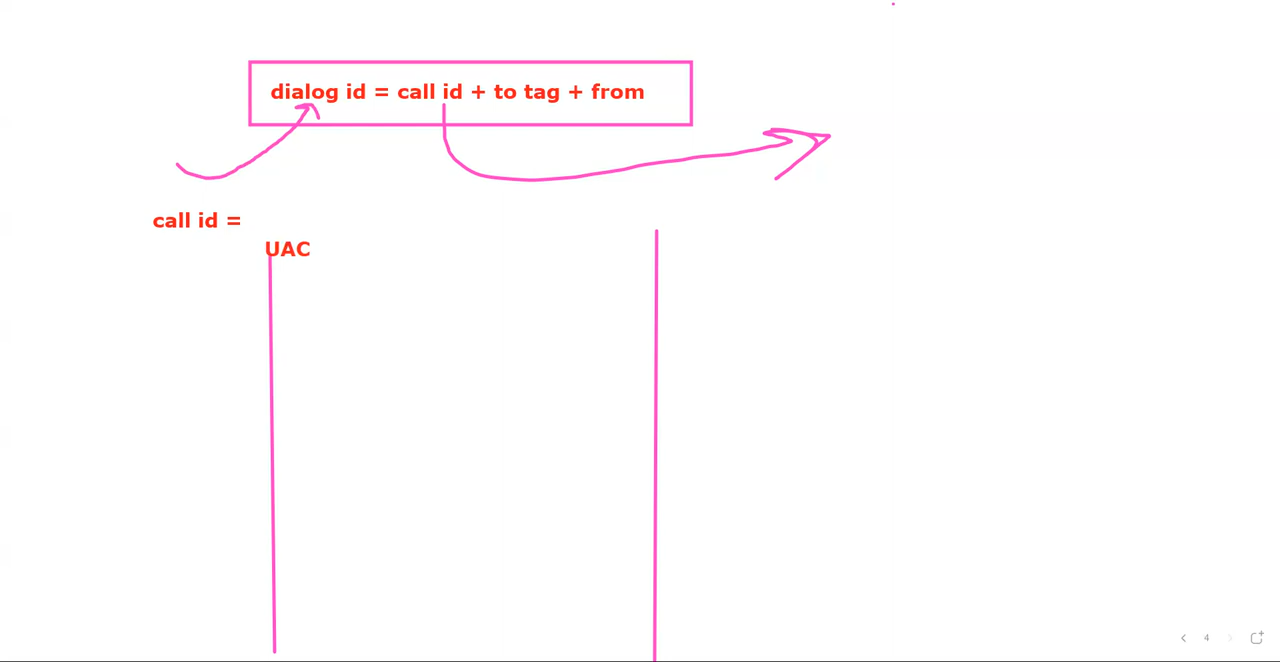 dialog id = call id + to tag + from
call id =
UAC
4